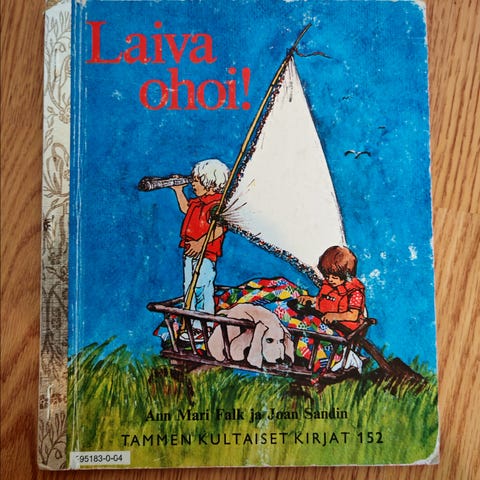 Laiva
ohoi!
Ann Mari Falk ja Joan Sandin
TAMMEN KULTAISET KIRJAT 152
95183-0-04